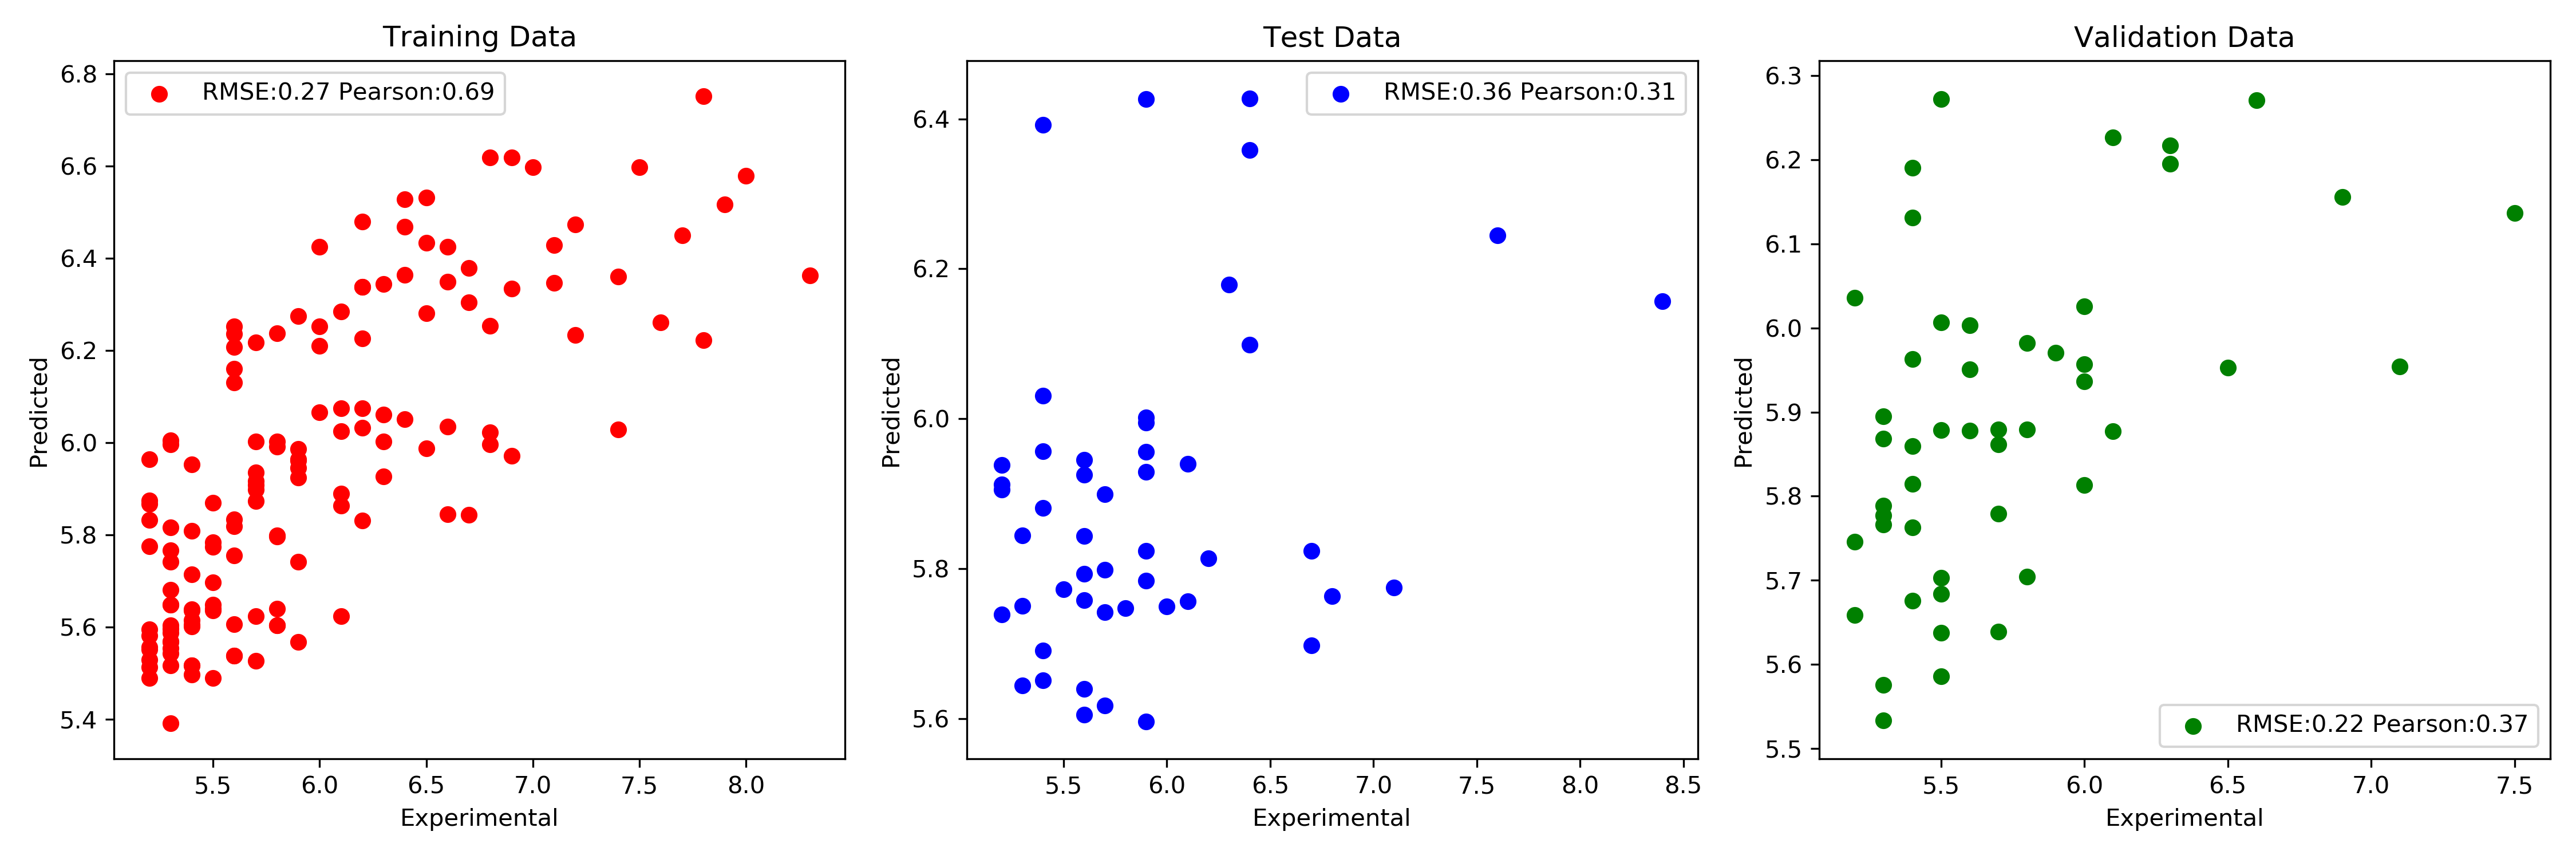 Training Data
RMSE:0.27 Pearson:0.69
6.8
6.6
6.4
6.2
6.0
5.8
5.6
5.4
Predicted
5.5 6.0 6.5 7.0 7.5 8.0
Experimental
Test Data
RMSE:0.36 Pearson:0.31
6.4
6.2
6.0
5.8
5.6
Predicted
5.5 6.0 6.5 7.0 7.5 8.0 8.5
Experimental
Validation Data
6.3
6.2
6.1
6.0
5.9
5.8
5.7
5.6
5.5
Predicted
RMSE:0.22 Pearson:0.37
5.5 6.0 6.5 7.0 7.5
Experimental